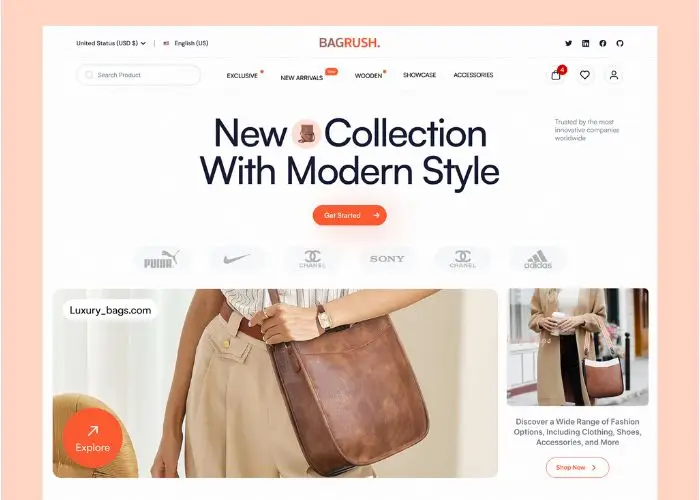 United Status (USD $)
English (US)
BAGRUSH.
Search Product
EXCLUSIVE
NEW ARRIVALS
New
WOODEN
SHOWCASE
ACCESSORIES
4
New Collection
With Modern Style
Trusted by the most
innovative companies
worldwide
Get Started
PUMA
CHANEL
SONY
CHANEL
adidas
Luxury_bags.com
Explore
Discover a Wide Range of Fashion
Options, Including Clothing, Shoes,
Accessories, and More
Shop Now